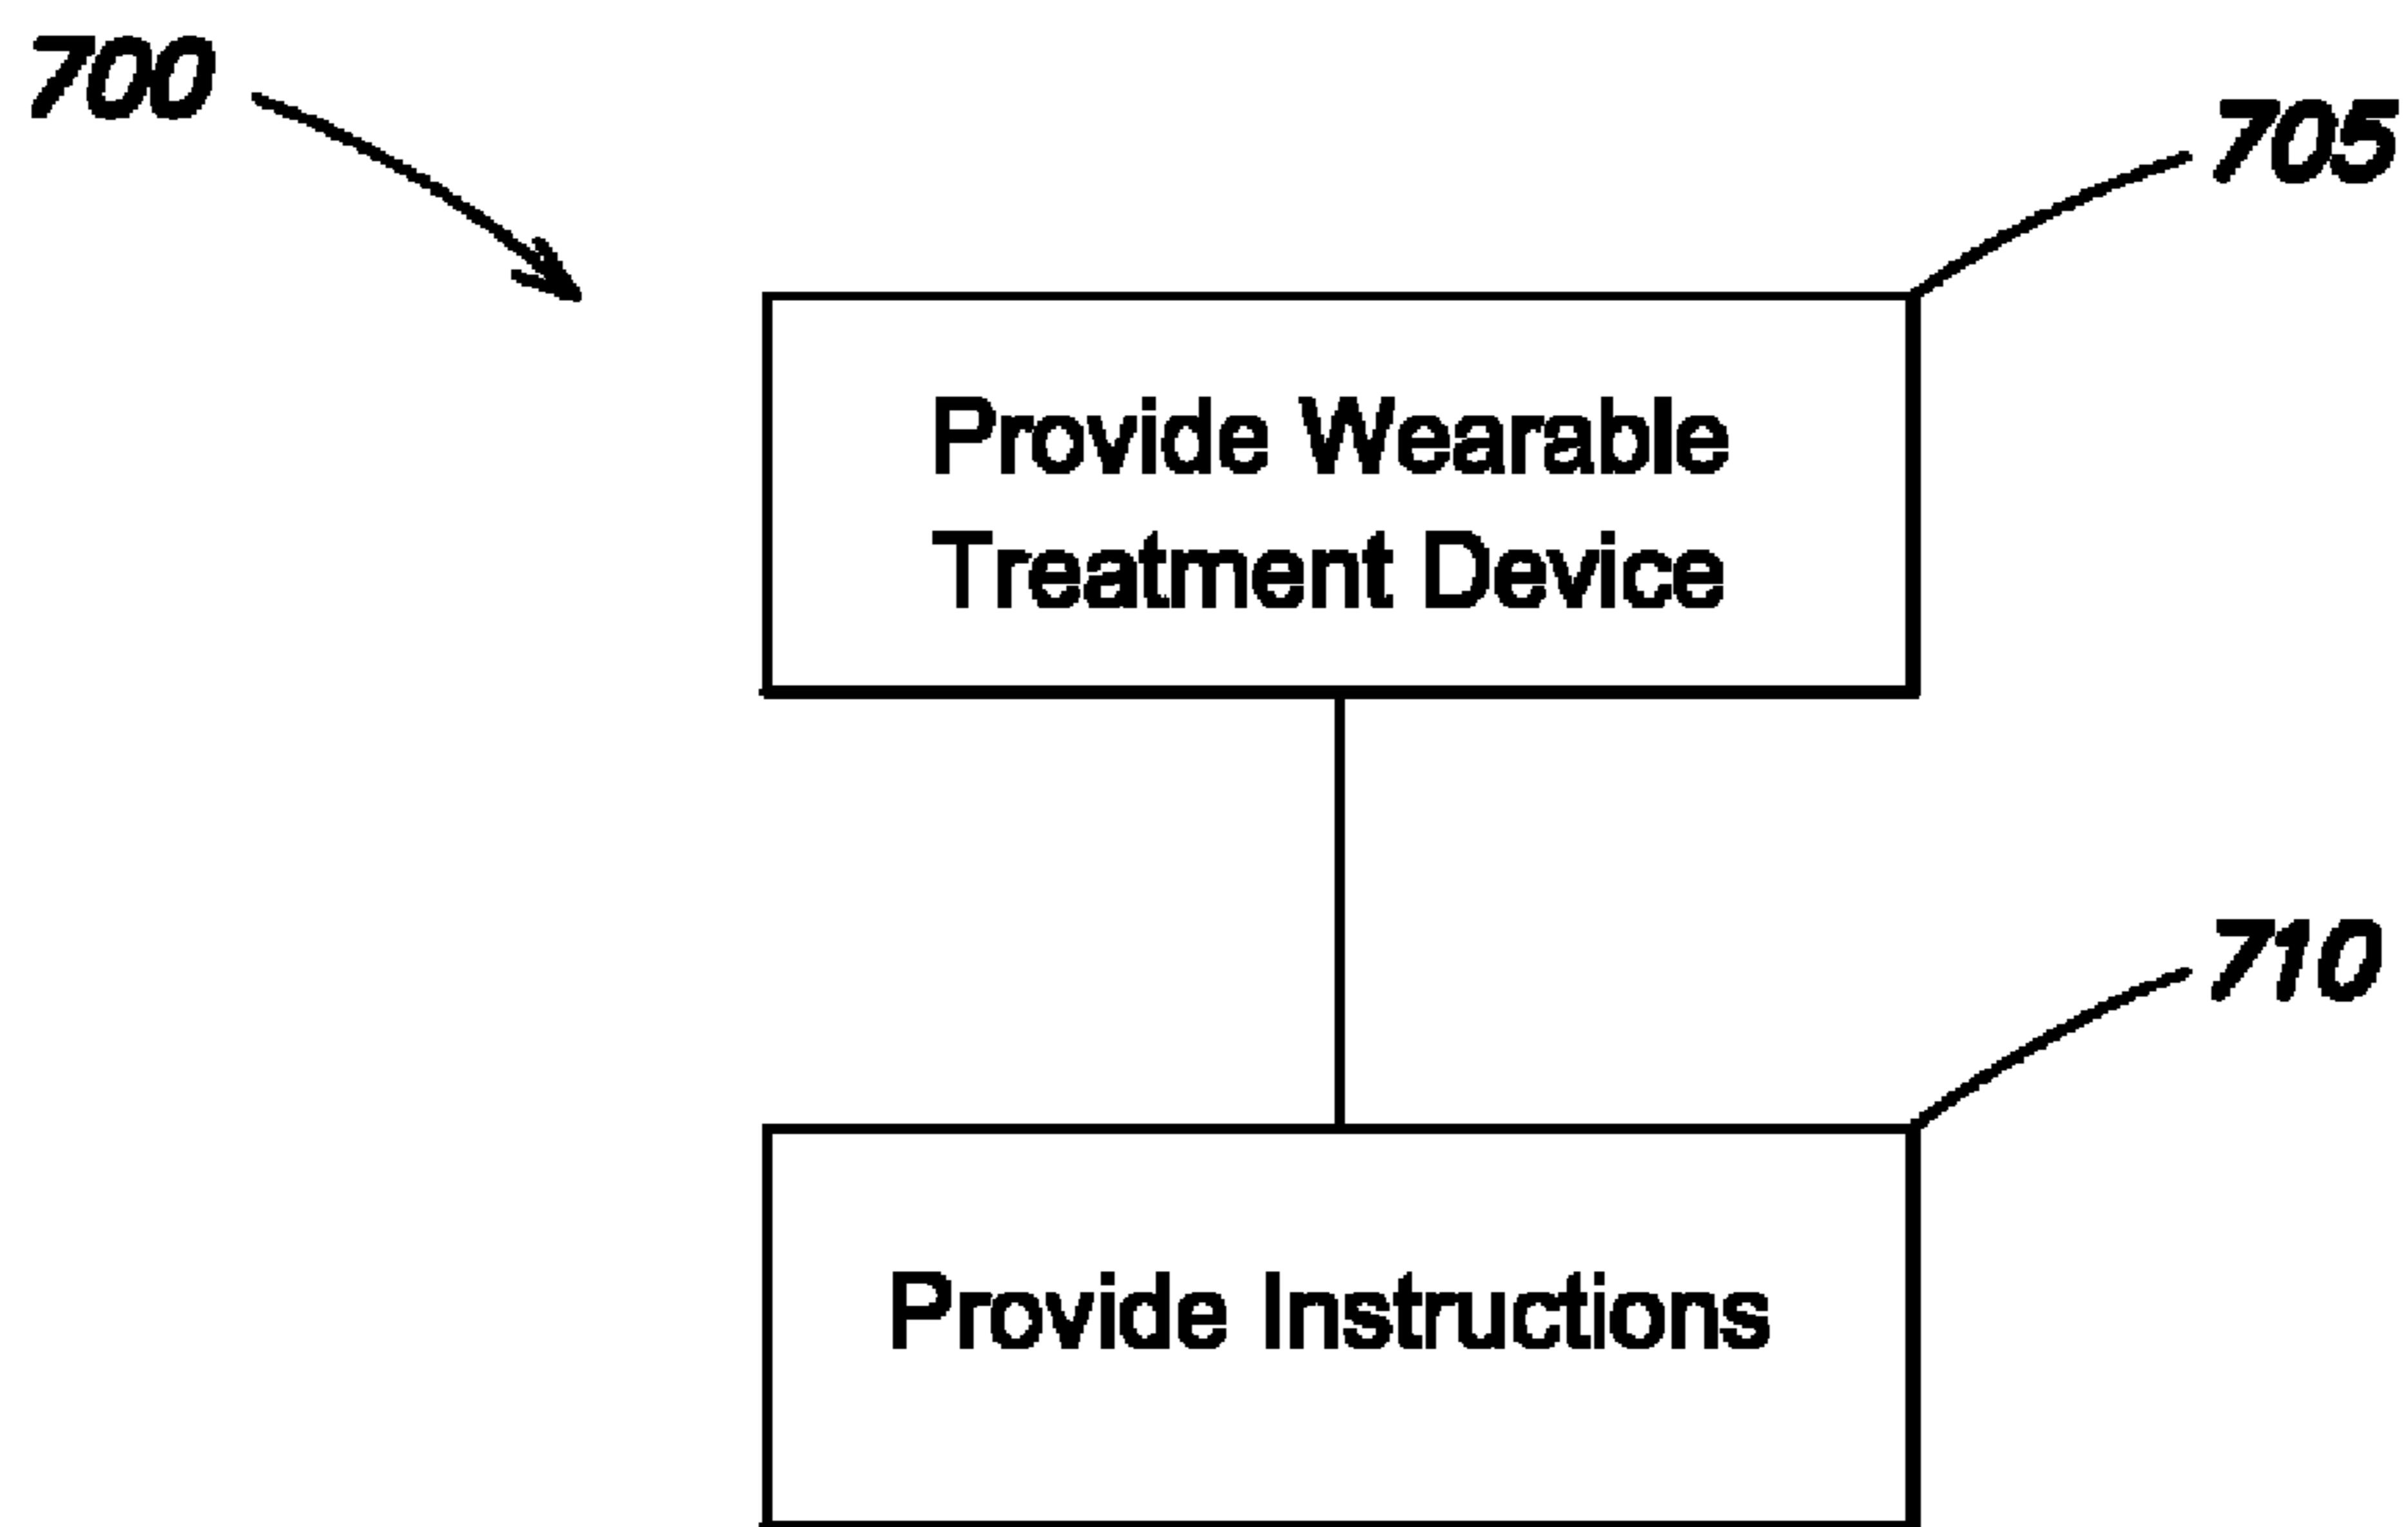 700
705
Provide Wearable
Treatment Device
710
Provide Instructions